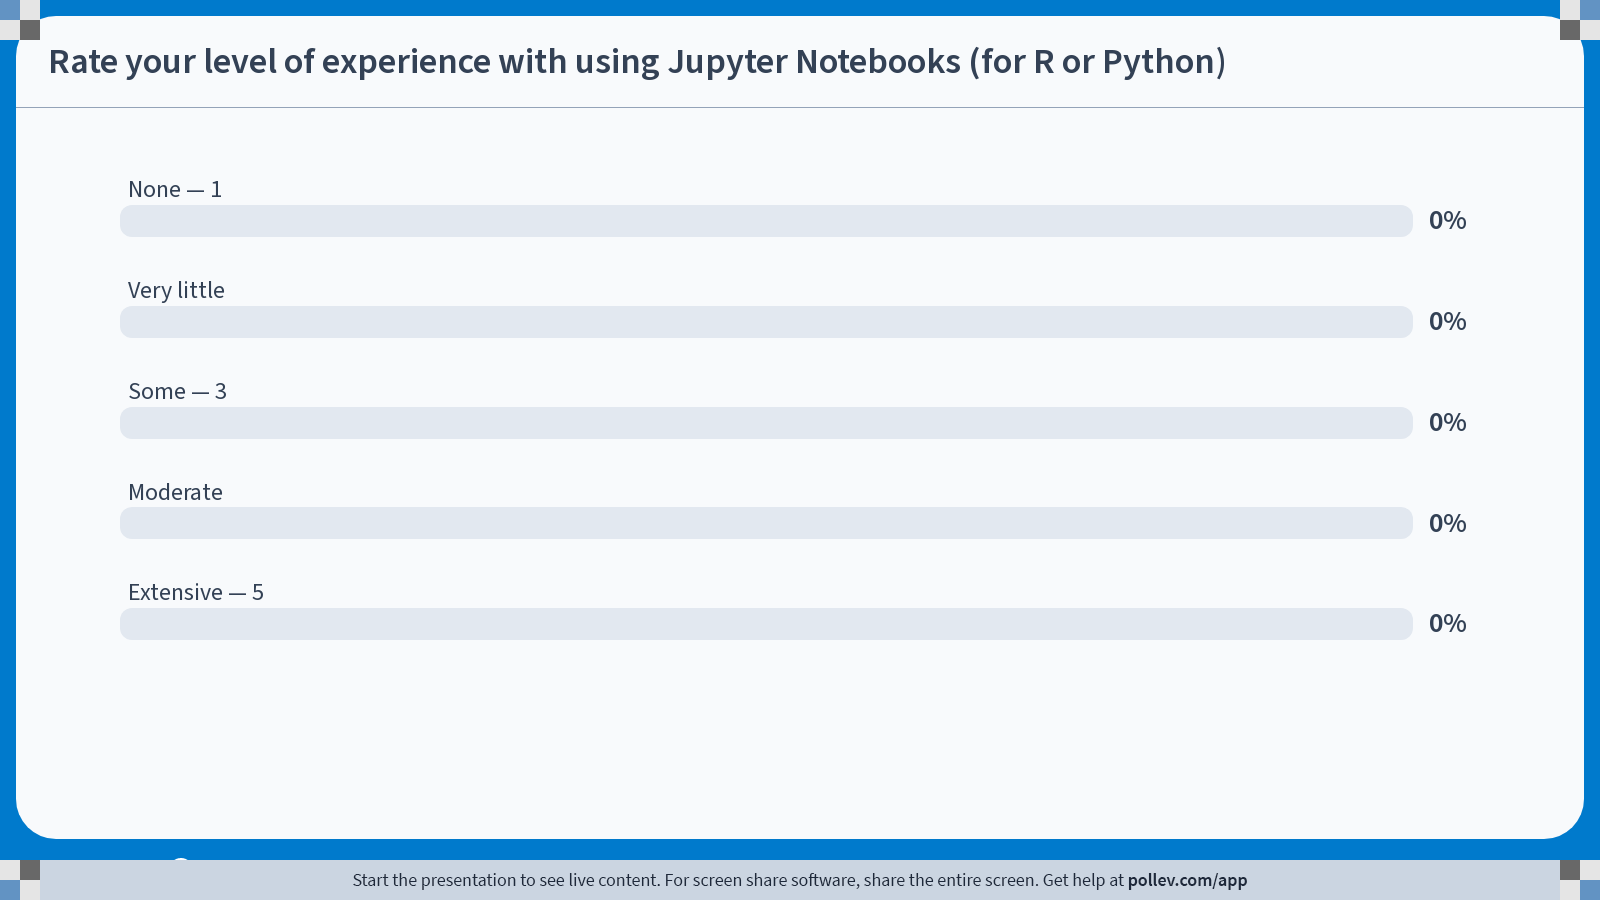 Rate your level of experience with using Jupyter Notebooks (for R or Python)
None — 1
0%
Very little
0%
Some — 3
0%
Moderate
0%
Extensive — 5
0%
Start the presentation to see live content. For screen share software, share the entire screen. Get help at pollev.com/app